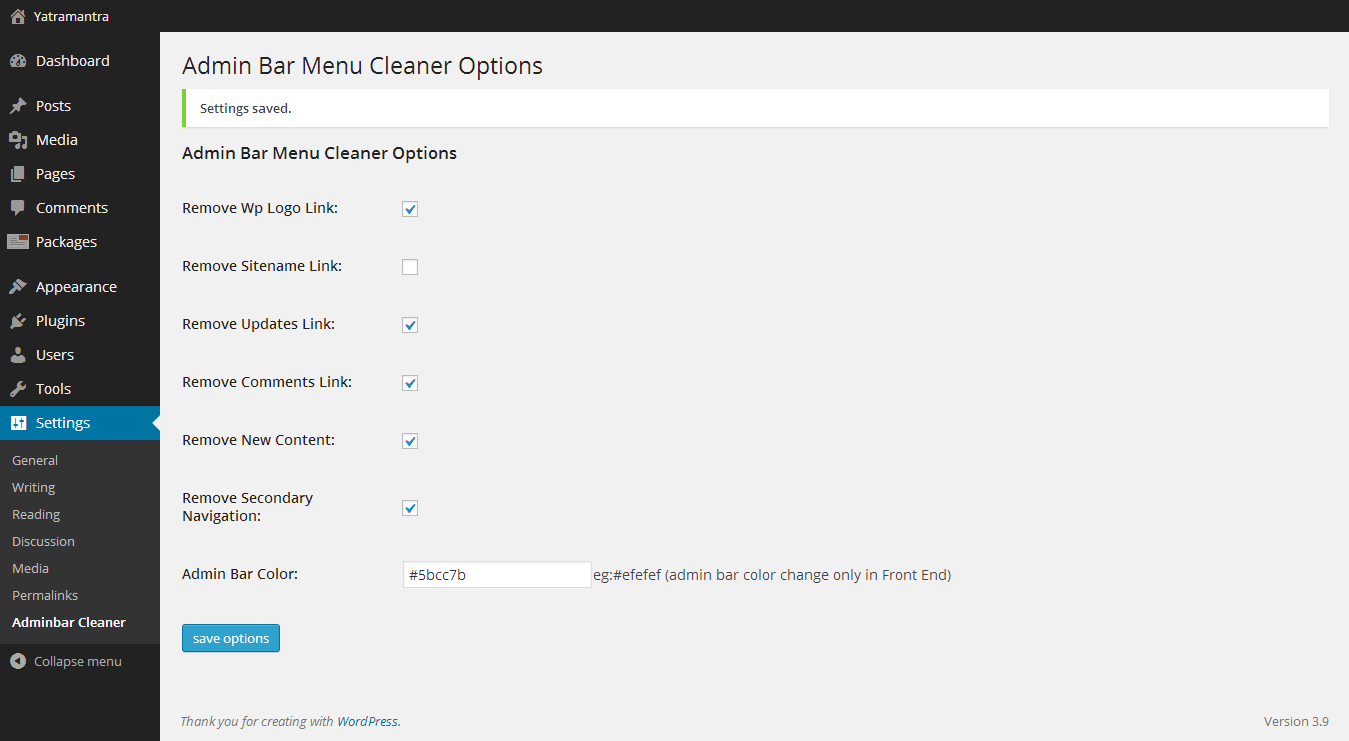 Yatramantra
Dashboard
Posts
Media
Pages
Comments
Packages
Appearance
Plugins
Users
Tools
Settings
General
Writing
Reading
Discussion
Media
Permalinks
Adminbar Cleaner
Collapse menu
Admin Bar Menu Cleaner Options
Settings saved.
Admin Bar Menu Cleaner Options
Remove Wp Logo Link:
Remove Sitename Link:
Remove Updates Link:
Remove Comments Link:
Remove New Content:
Remove Secondary
Navigation:
Admin Bar Color: #5bcc7b eg:#efefef (admin bar color change only in Front End)
save options
Thank you for creating with WordPress. Version 3.9